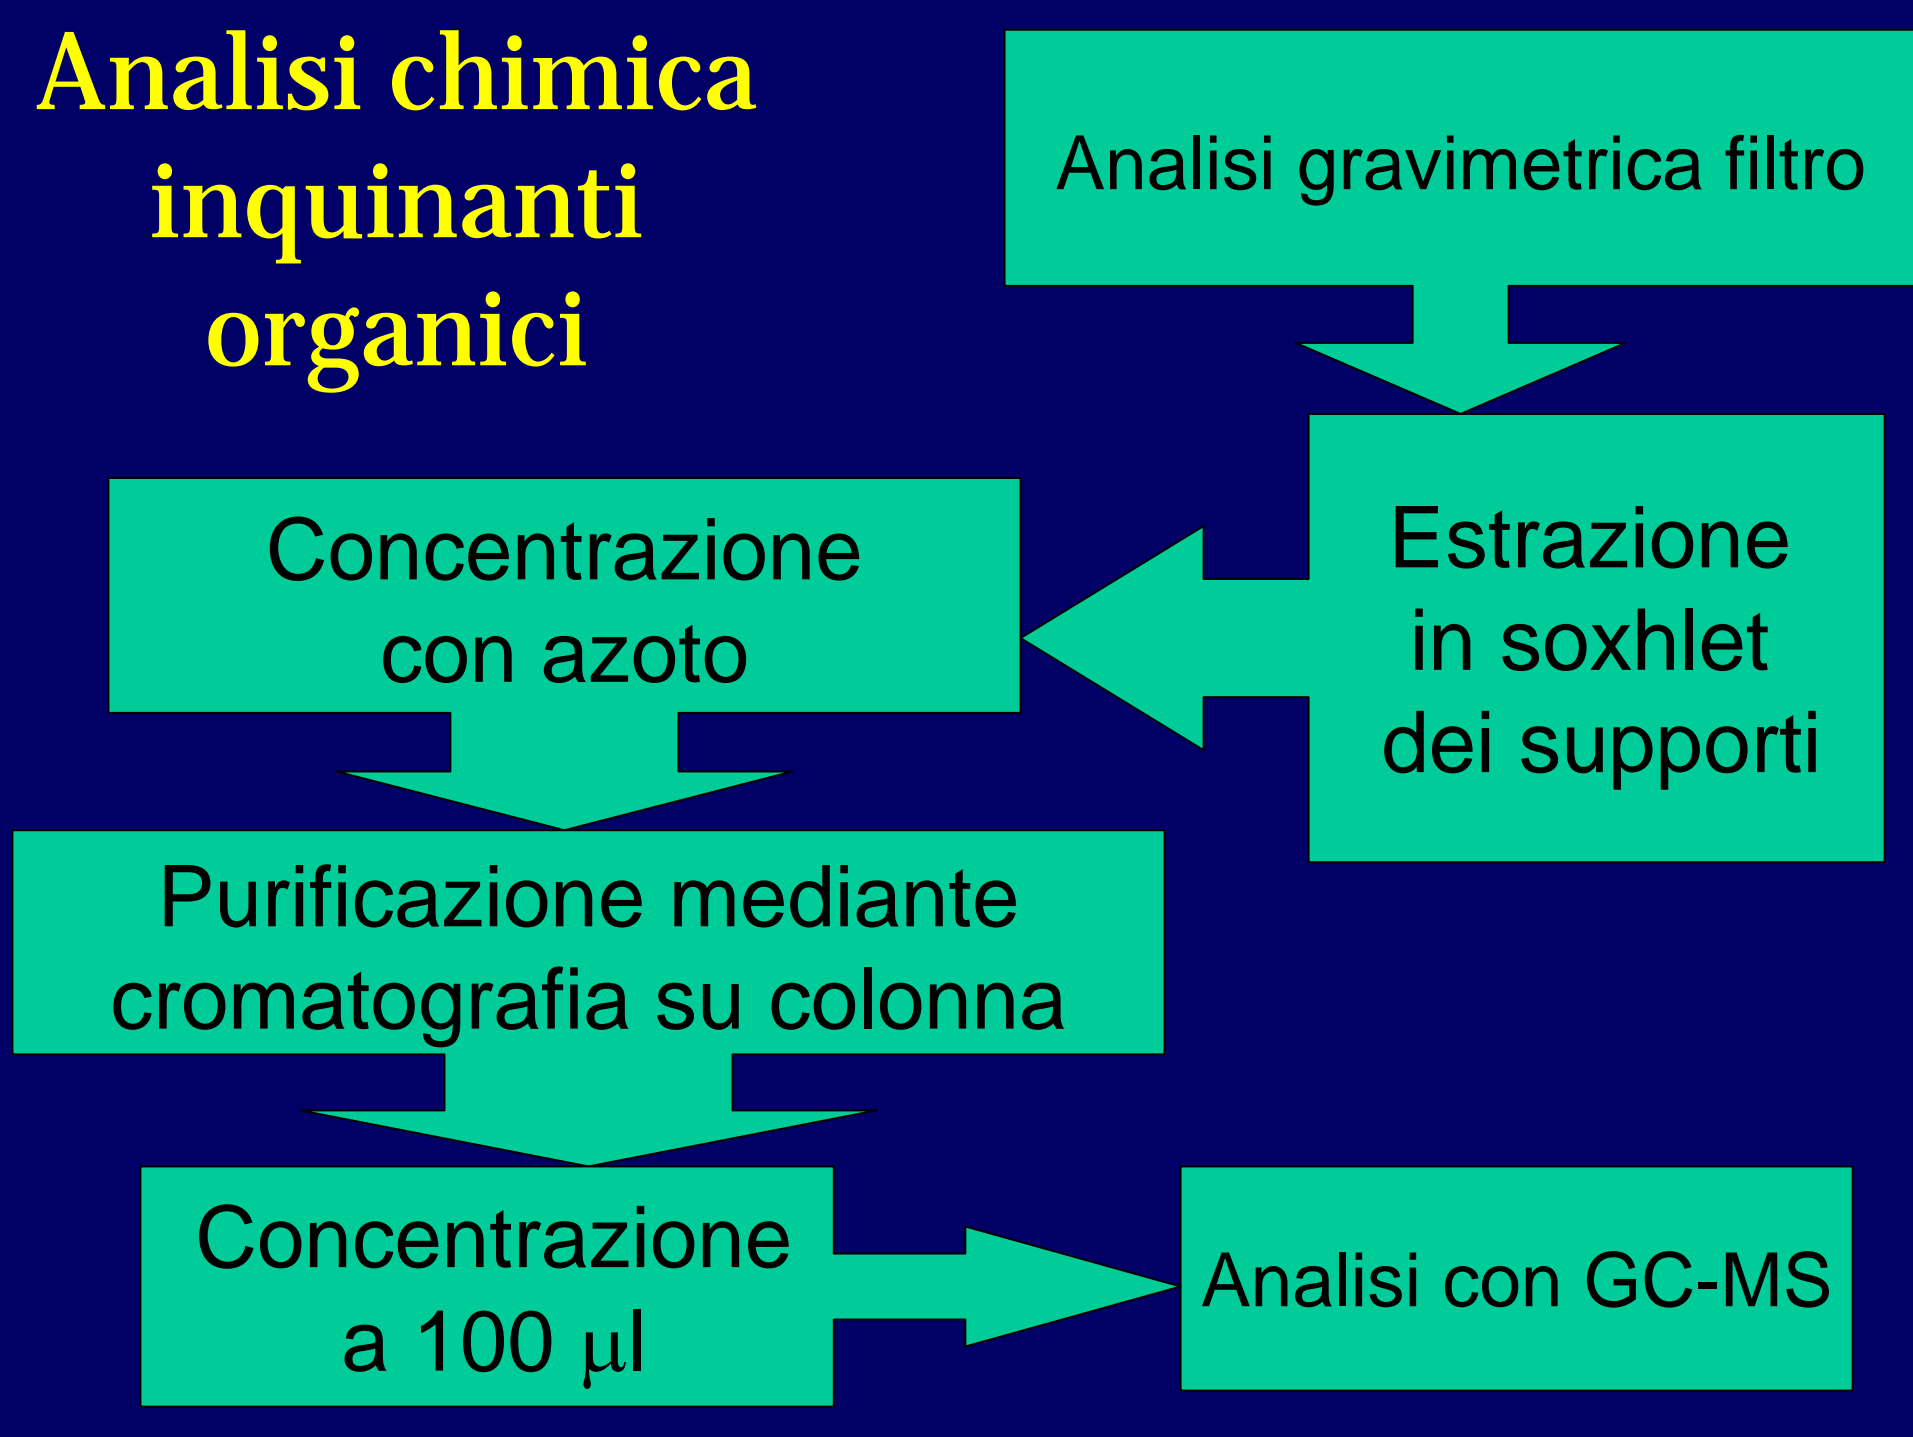 Analisi chimica
inquinanti
organici
Analisi gravimetrica filtro
Estrazione
in soxhlet
dei supporti
Concentrazione
con azoto
Purificazione mediante
cromatografia su colonna
Concentrazione
a 100 µl
Analisi con GC-MS